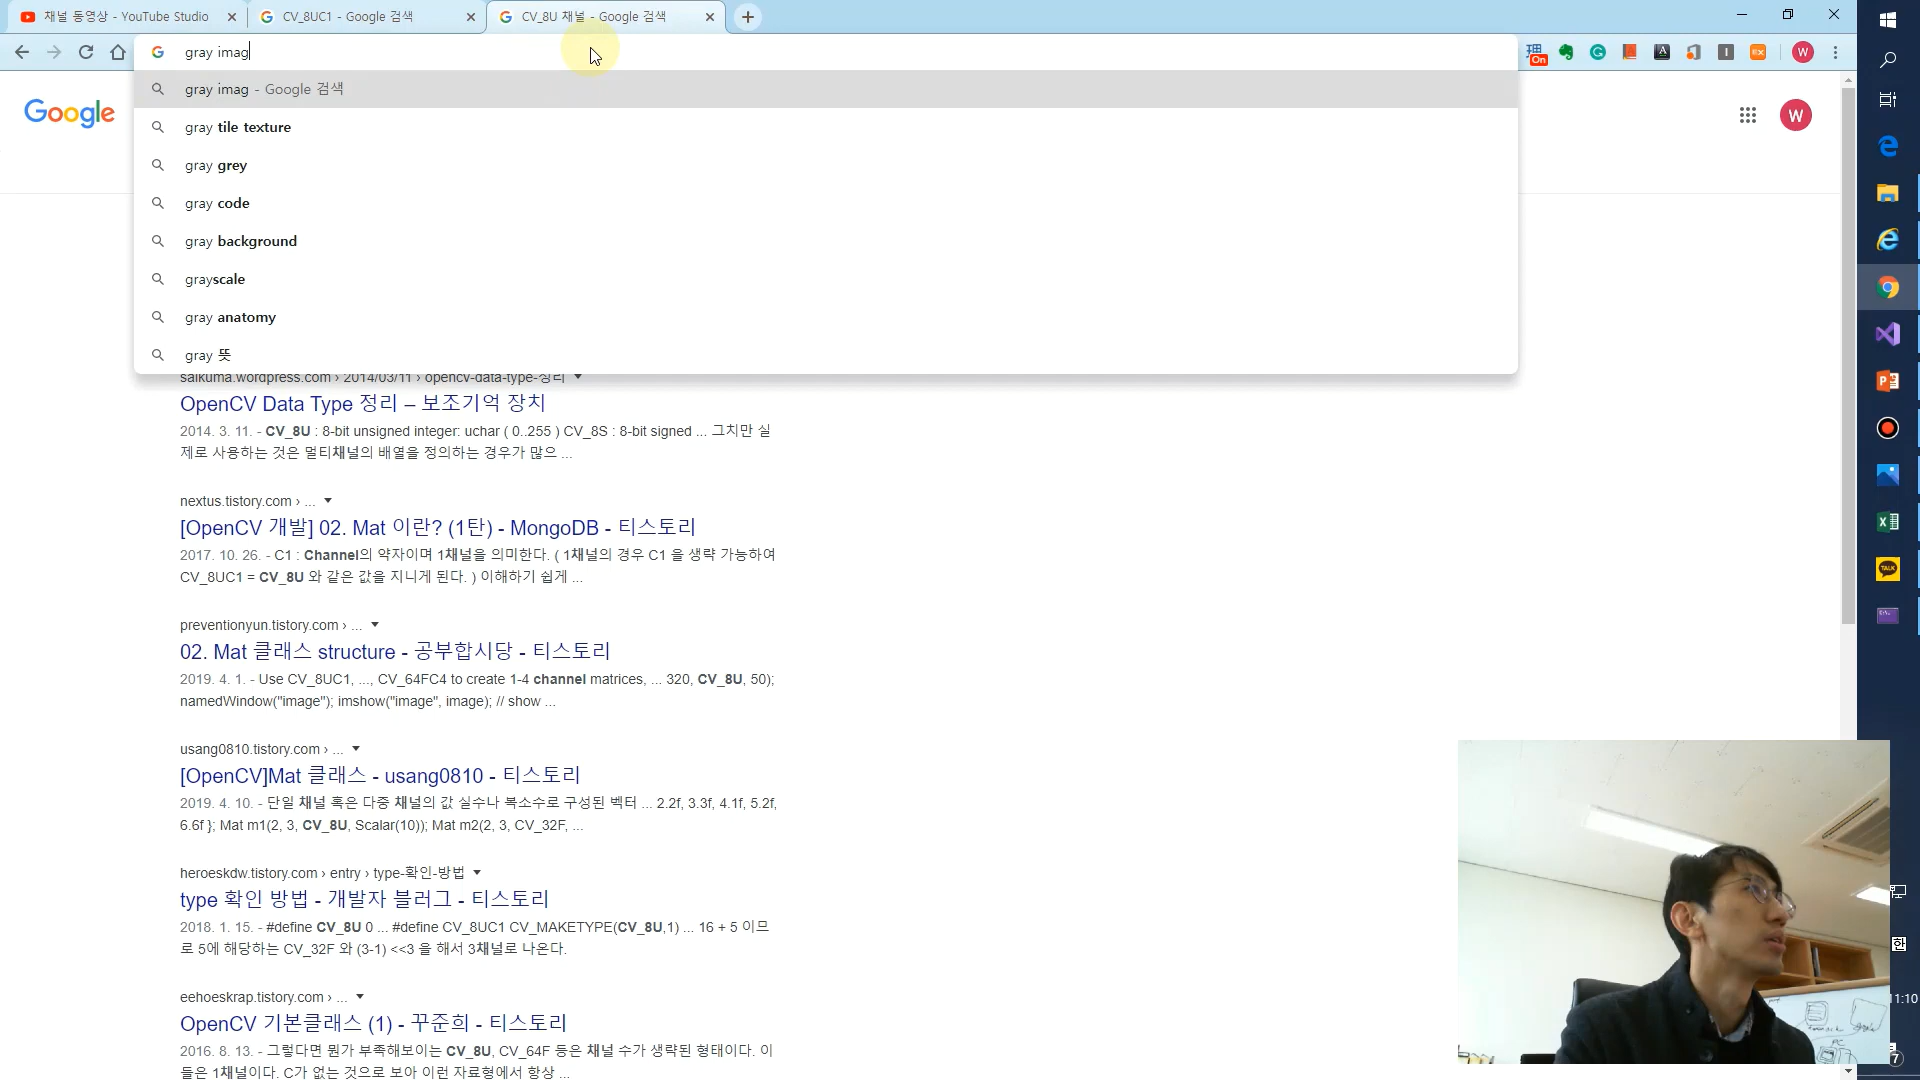 채널 동영상 - YouTube Studio
CV_8UC1 - Google 검색
CV_8U 채널 - Google 검색
gray imag
On
W
gray imag - Google 검색
gray tile texture
gray grey
gray code
gray background
grayscale
gray anatomy
gray 뜻
Google
W
saikuma.wordpress.com › 2014/03/11 › opencv-data-type-정리
OpenCV Data Type 정리 – 보조기억 장치
2014. 3. 11. - CV_8U : 8-bit unsigned integer: uchar ( 0..255 ) CV_8S : 8-bit signed ... 그치만 실
제로 사용하는 것은 멀티채널의 배열을 정의하는 경우가 많으 ...
nextus.tistory.com › ...
[OpenCV 개발] 02. Mat 이란? (1탄) - MongoDB - 티스토리
2017. 10. 26. - C1 : Channel의 약자이며 1채널을 의미한다. ( 1채널의 경우 C1 을 생략 가능하여
CV_8UC1 = CV_8U 와 같은 값을 지니게 된다. ) 이해하기 쉽게 ...
preventionyun.tistory.com › ...
02. Mat 클래스 structure - 공부합시당 - 티스토리
2019. 4. 1. - Use CV_8UC1, ..., CV_64FC4 to create 1-4 channel matrices, ... 320, CV_8U, 50);
namedWindow("image"); imshow("image", image); // show ...
usang0810.tistory.com › ...
[OpenCV]Mat 클래스 - usang0810 - 티스토리
2019. 4. 10. - 단일 채널 혹은 다중 채널의 값 실수나 복소수로 구성된 벡터 ... 2.2f, 3.3f, 4.1f, 5.2f,
6.6f }; Mat m1(2, 3, CV_8U, Scalar(10)); Mat m2(2, 3, CV_32F, ...
heroeskdw.tistory.com › entry › type-확인-방법
type 확인 방법 - 개발자 블러그 - 티스토리
2018. 1. 15. - #define CV_8U 0 ... #define CV_8UC1 CV_MAKETYPE(CV_8U,1) ... 16 + 5 이므
로 5에 해당하는 CV_32F 와 (3-1) <<3 을 해서 3채널로 나온다.
eehoeskrap.tistory.com › ...
OpenCV 기본클래스 (1) - 꾸준희 - 티스토리
2016. 8. 13. - 그렇다면 뭔가 부족해보이는 CV_8U, CV_64F 등은 채널 수가 생략된 형태이다. 이
들은 1채널이다. C가 없는 것으로 보아 이런 자료형에서 항상 ...
TALK
한
11:10
7
PC